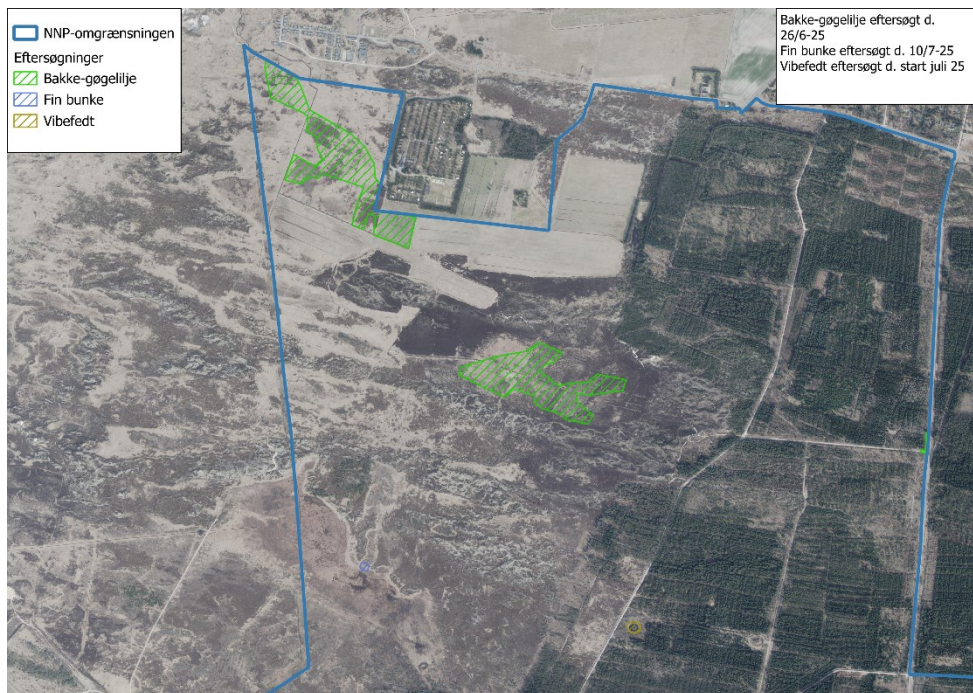 NNP-omgrænsningen
Eftersøgninger
Bakke-gøgelilje
Fin bunke
Vibefedt
Bakke-gøgelilje eftersøgt d.
26/6-25
Fin bunke eftersøgt d. 10/7-25
Vibefedt eftersøgt d. start juli 25